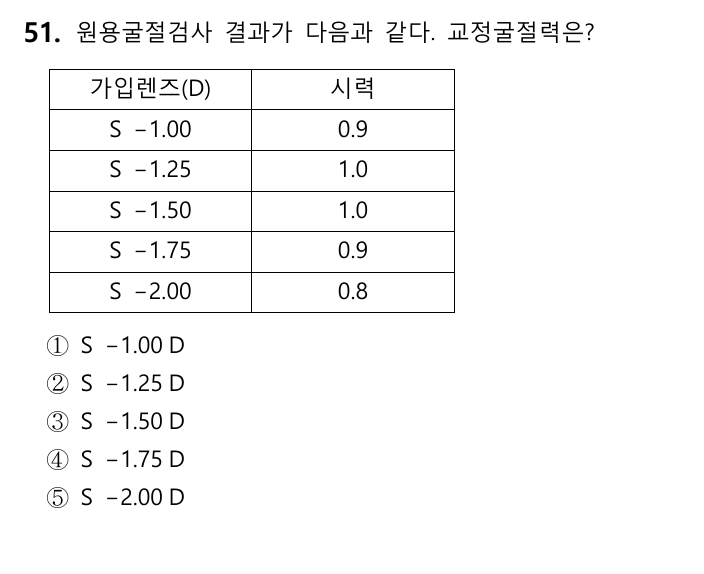 51. 원용굴절검사 결과가 다음과 같다. 교정굴절력은?
가입렌즈(D) 시력
S −1.00 0.9
S −1.25 1.0
S −1.50 1.0
S −1.75 0.9
S −2.00 0.8
① S −1.00 D
② S −1.25 D
③ S −1.50 D
④ S −1.75 D
⑤ S −2.00 D